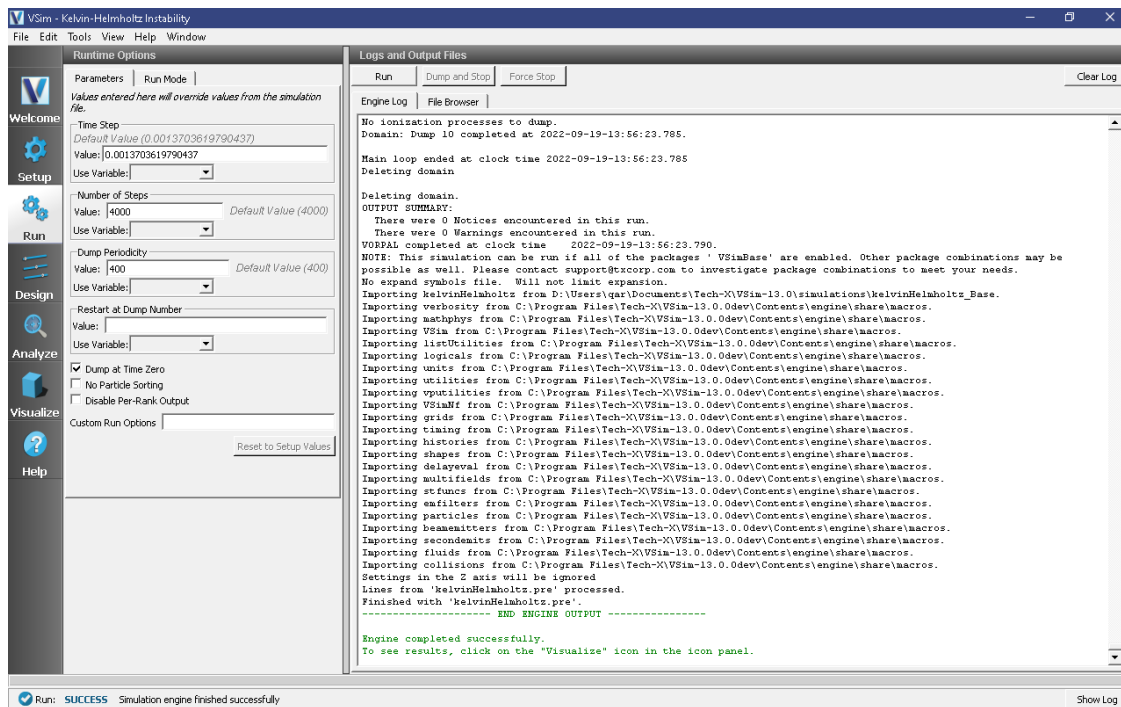 VSim - Kelvin-Helmholtz Instability
File Edit Tools View Help Window
Welcome
Setup
Run
Design
Analyze
Visualize
Help
Runtime Options
Parameters Run Mode
Values entered here will override values from the simulation
file.
Time Step
Default Value (0.0013703619790437)
Value: 0.0013703619790437
Use Variable:
Number of Steps
Value: 4000 Default Value (4000)
Use Variable:
Dump Periodicity
Value: 400 Default Value (400)
Use Variable:
Restart at Dump Number
Value:
Use Variable:
Dump at Time Zero
No Particle Sorting
Disable Per-Rank Output
Custom Run Options
Reset to Setup Values
Logs and Output Files
Run Dump and Stop Force Stop Clear Log
Engine Log File Browser
No ionization processes to dump.
Domain: Dump 10 completed at 2022-09-19-13:56:23.785.
Main loop ended at clock time 2022-09-19-13:56:23.785
Deleting domain
Deleting domain.
OUTPUT SUMMARY:
There were 0 Notices encountered in this run.
There were 0 Warnings encountered in this run.
VORPAL completed at clock time 2022-09-19-13:56:23.790.
NOTE: This simulation can be run if all of the packages ' VSimBase' are enabled. Other package combinations may be
possible as well. Please contact support@txcorp.com to investigate package combinations to meet your needs.
No expand symbols file. Will not limit expansion.
Importing kelvinHelmholtz from D:\Users\qar\Documents\Tech-X\VSim-13.0\simulations\kelvinHelmholtz_Base.
Importing verbosity from C:\Program Files\Tech-X\VSim-13.0.0dev\Contents\engine\share\macros.
Importing mathphys from C:\Program Files\Tech-X\VSim-13.0.0dev\Contents\engine\share\macros.
Importing VSim from C:\Program Files\Tech-X\VSim-13.0.0dev\Contents\engine\share\macros.
Importing listUtilities from C:\Program Files\Tech-X\VSim-13.0.0dev\Contents\engine\share\macros.
Importing logicals from C:\Program Files\Tech-X\VSim-13.0.0dev\Contents\engine\share\macros.
Importing units from C:\Program Files\Tech-X\VSim-13.0.0dev\Contents\engine\share\macros.
Importing utilities from C:\Program Files\Tech-X\VSim-13.0.0dev\Contents\engine\share\macros.
Importing vputilities from C:\Program Files\Tech-X\VSim-13.0.0dev\Contents\engine\share\macros.
Importing VSimNf from C:\Program Files\Tech-X\VSim-13.0.0dev\Contents\engine\share\macros.
Importing grids from C:\Program Files\Tech-X\VSim-13.0.0dev\Contents\engine\share\macros.
Importing timing from C:\Program Files\Tech-X\VSim-13.0.0dev\Contents\engine\share\macros.
Importing histories from C:\Program Files\Tech-X\VSim-13.0.0dev\Contents\engine\share\macros.
Importing shapes from C:\Program Files\Tech-X\VSim-13.0.0dev\Contents\engine\share\macros.
Importing delayeval from C:\Program Files\Tech-X\VSim-13.0.0dev\Contents\engine\share\macros.
Importing multifields from C:\Program Files\Tech-X\VSim-13.0.0dev\Contents\engine\share\macros.
Importing stfuncs from C:\Program Files\Tech-X\VSim-13.0.0dev\Contents\engine\share\macros.
Importing emfilters from C:\Program Files\Tech-X\VSim-13.0.0dev\Contents\engine\share\macros.
Importing particles from C:\Program Files\Tech-X\VSim-13.0.0dev\Contents\engine\share\macros.
Importing beamemitters from C:\Program Files\Tech-X\VSim-13.0.0dev\Contents\engine\share\macros.
Importing secondemits from C:\Program Files\Tech-X\VSim-13.0.0dev\Contents\engine\share\macros.
Importing fluids from C:\Program Files\Tech-X\VSim-13.0.0dev\Contents\engine\share\macros.
Importing collisions from C:\Program Files\Tech-X\VSim-13.0.0dev\Contents\engine\share\macros.
Settings in the Z axis will be ignored
Lines from 'kelvinHelmholtz.pre' processed.
Finished with 'kelvinHelmholtz.pre'.
-------------------- END ENGINE OUTPUT ---------------
Engine completed successfully.
To see results, click on the "Visualize" icon in the icon panel.
Run: SUCCESS Simulation engine finished successfully Show Log